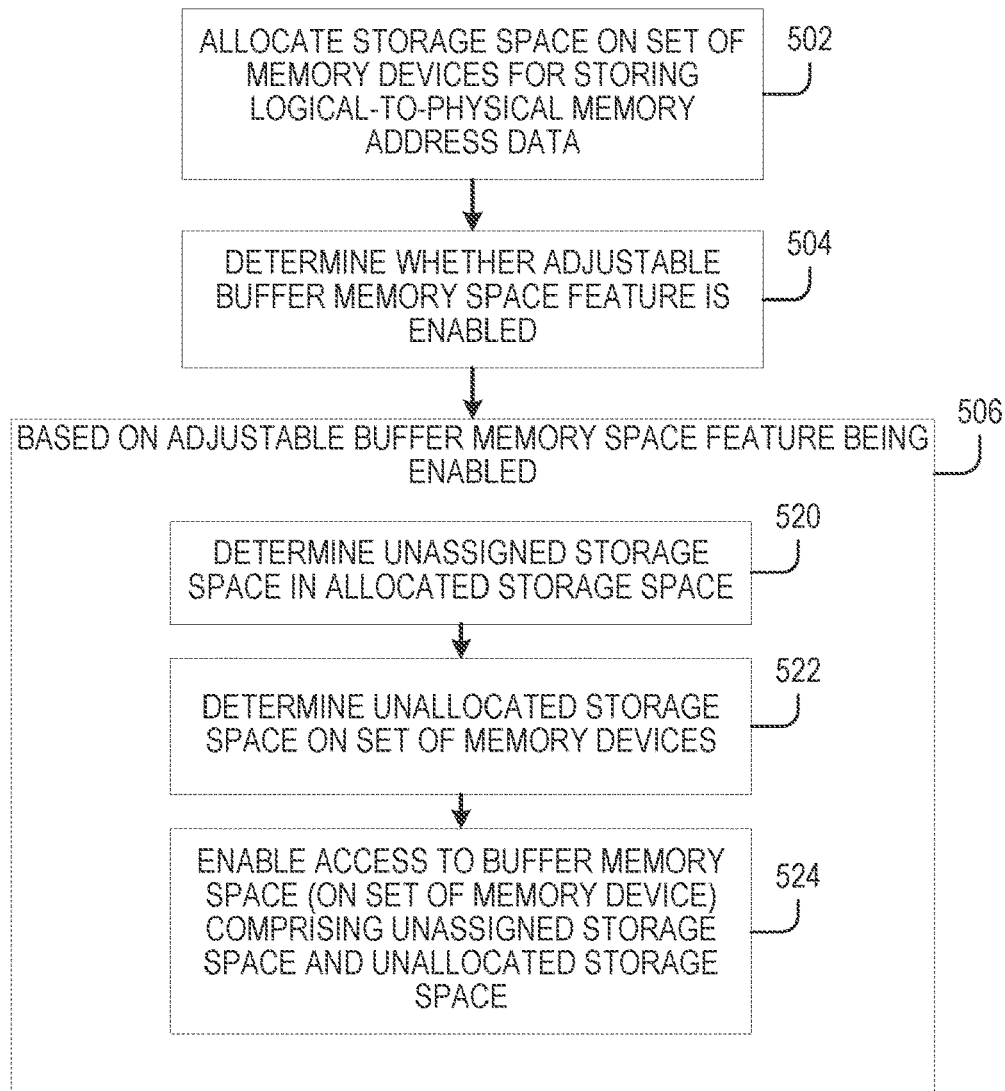 ALLOCATE STORAGE SPACE ON SET OF
MEMORY DEVICES FOR STORING
LOGICAL-TO-PHYSICAL MEMORY
ADDRESS DATA
502
DETERMINE WHETHER ADJUSTABLE
BUFFER MEMORY SPACE FEATURE IS
ENABLED
504
BASED ON ADJUSTABLE BUFFER MEMORY SPACE FEATURE BEING
ENABLED
506
DETERMINE UNASSIGNED STORAGE
SPACE IN ALLOCATED STORAGE SPACE
520
DETERMINE UNALLOCATED STORAGE
SPACE ON SET OF MEMORY DEVICES
522
ENABLE ACCESS TO BUFFER MEMORY
SPACE (ON SET OF MEMORY DEVICE)
COMPRISING UNASSIGNED STORAGE
SPACE AND UNALLOCATED STORAGE
SPACE
524